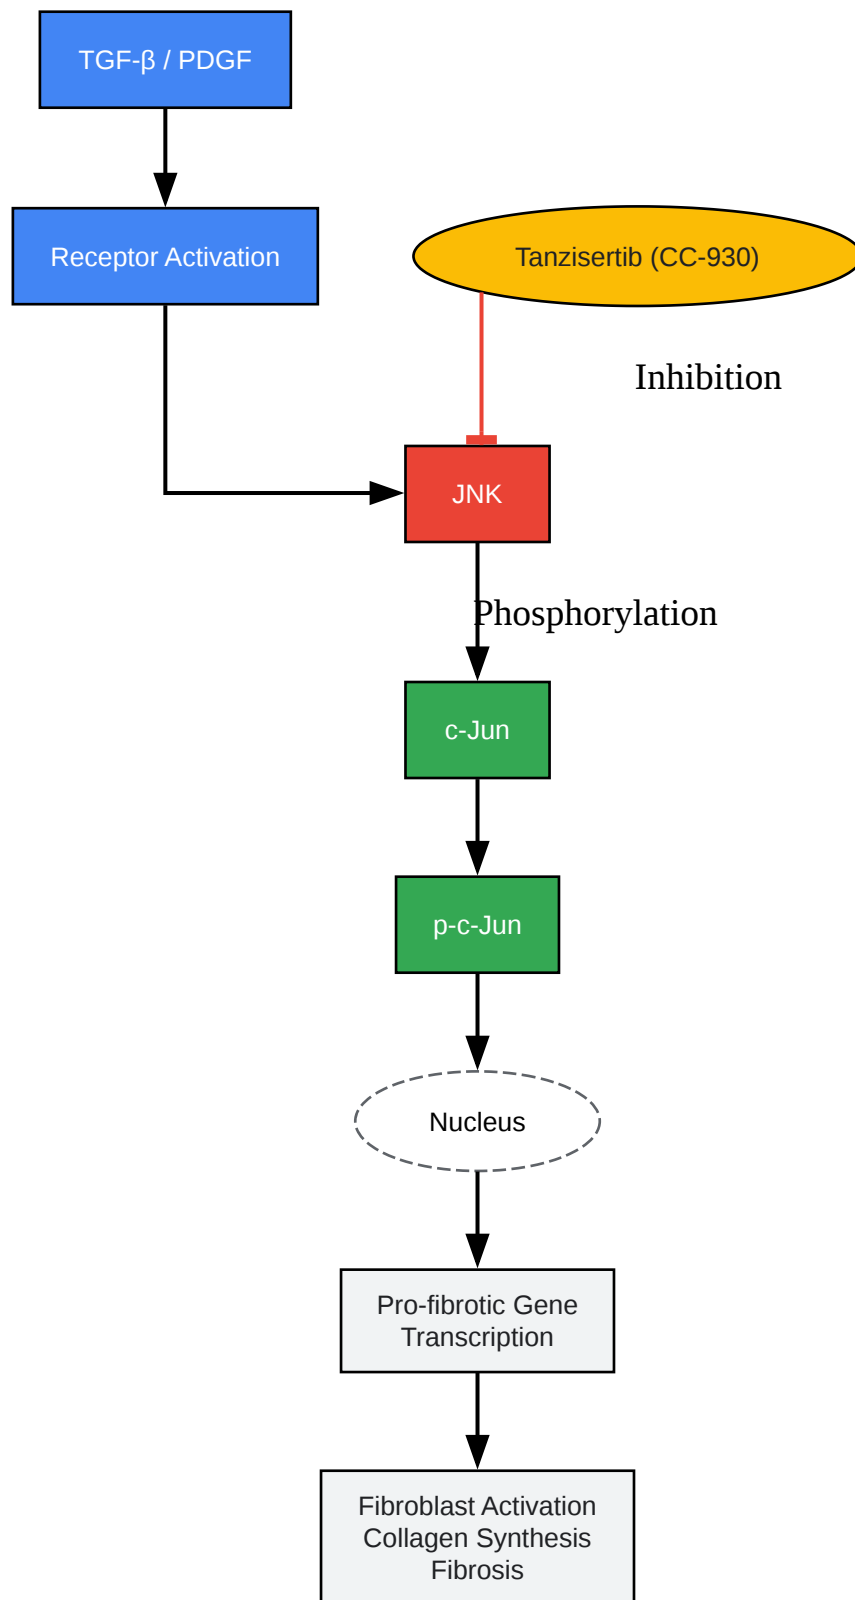 TGF-β / PDGF
Receptor Activation
Tanzisertib (CC-930)
Inhibition
JNK
Phosphorylation
c-Jun
p-c-Jun
Nucleus
Pro-fibrotic Gene
Transcription
Fibroblast Activation
Collagen Synthesis
Fibrosis